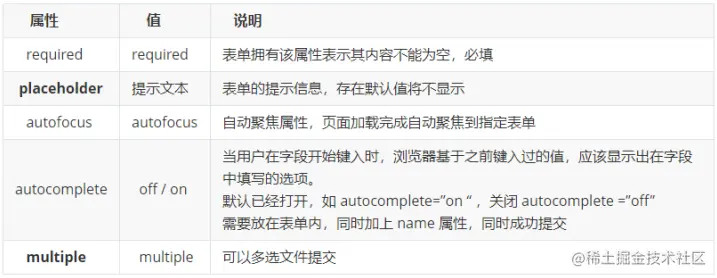 属性 值 说明
required required 表单拥有该属性表示其内容不能为空，必填
placeholder 提示文本 表单的提示信息，存在默认值将不显示
autofocus autofocus 自动聚焦属性，页面加载完成自动聚焦到指定表单
autocomplete off / on 当用户在字段开始键入时，浏览器基于之前键入过的值，应该显示出在字段
中填写的选项。
默认已经打开，如 autocomplete=”on “ ，关闭 autocomplete =”off”
需要放在表单内，同时加上 name 属性，同时成功提交
multiple multiple 可以多选文件提交
@稀土掘金技术社区